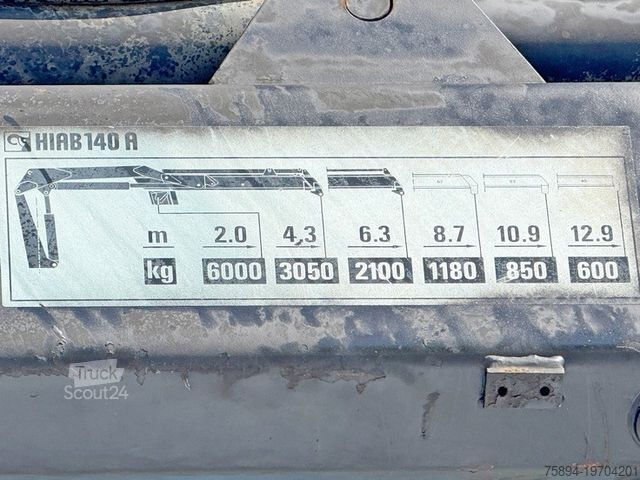 HIAB 140 A
m 2.0 4,3 6.3 8.7 10.9 12.9
kg 6000 3050 2100 1180 850 600
Truck
Scout24
75894-19704201